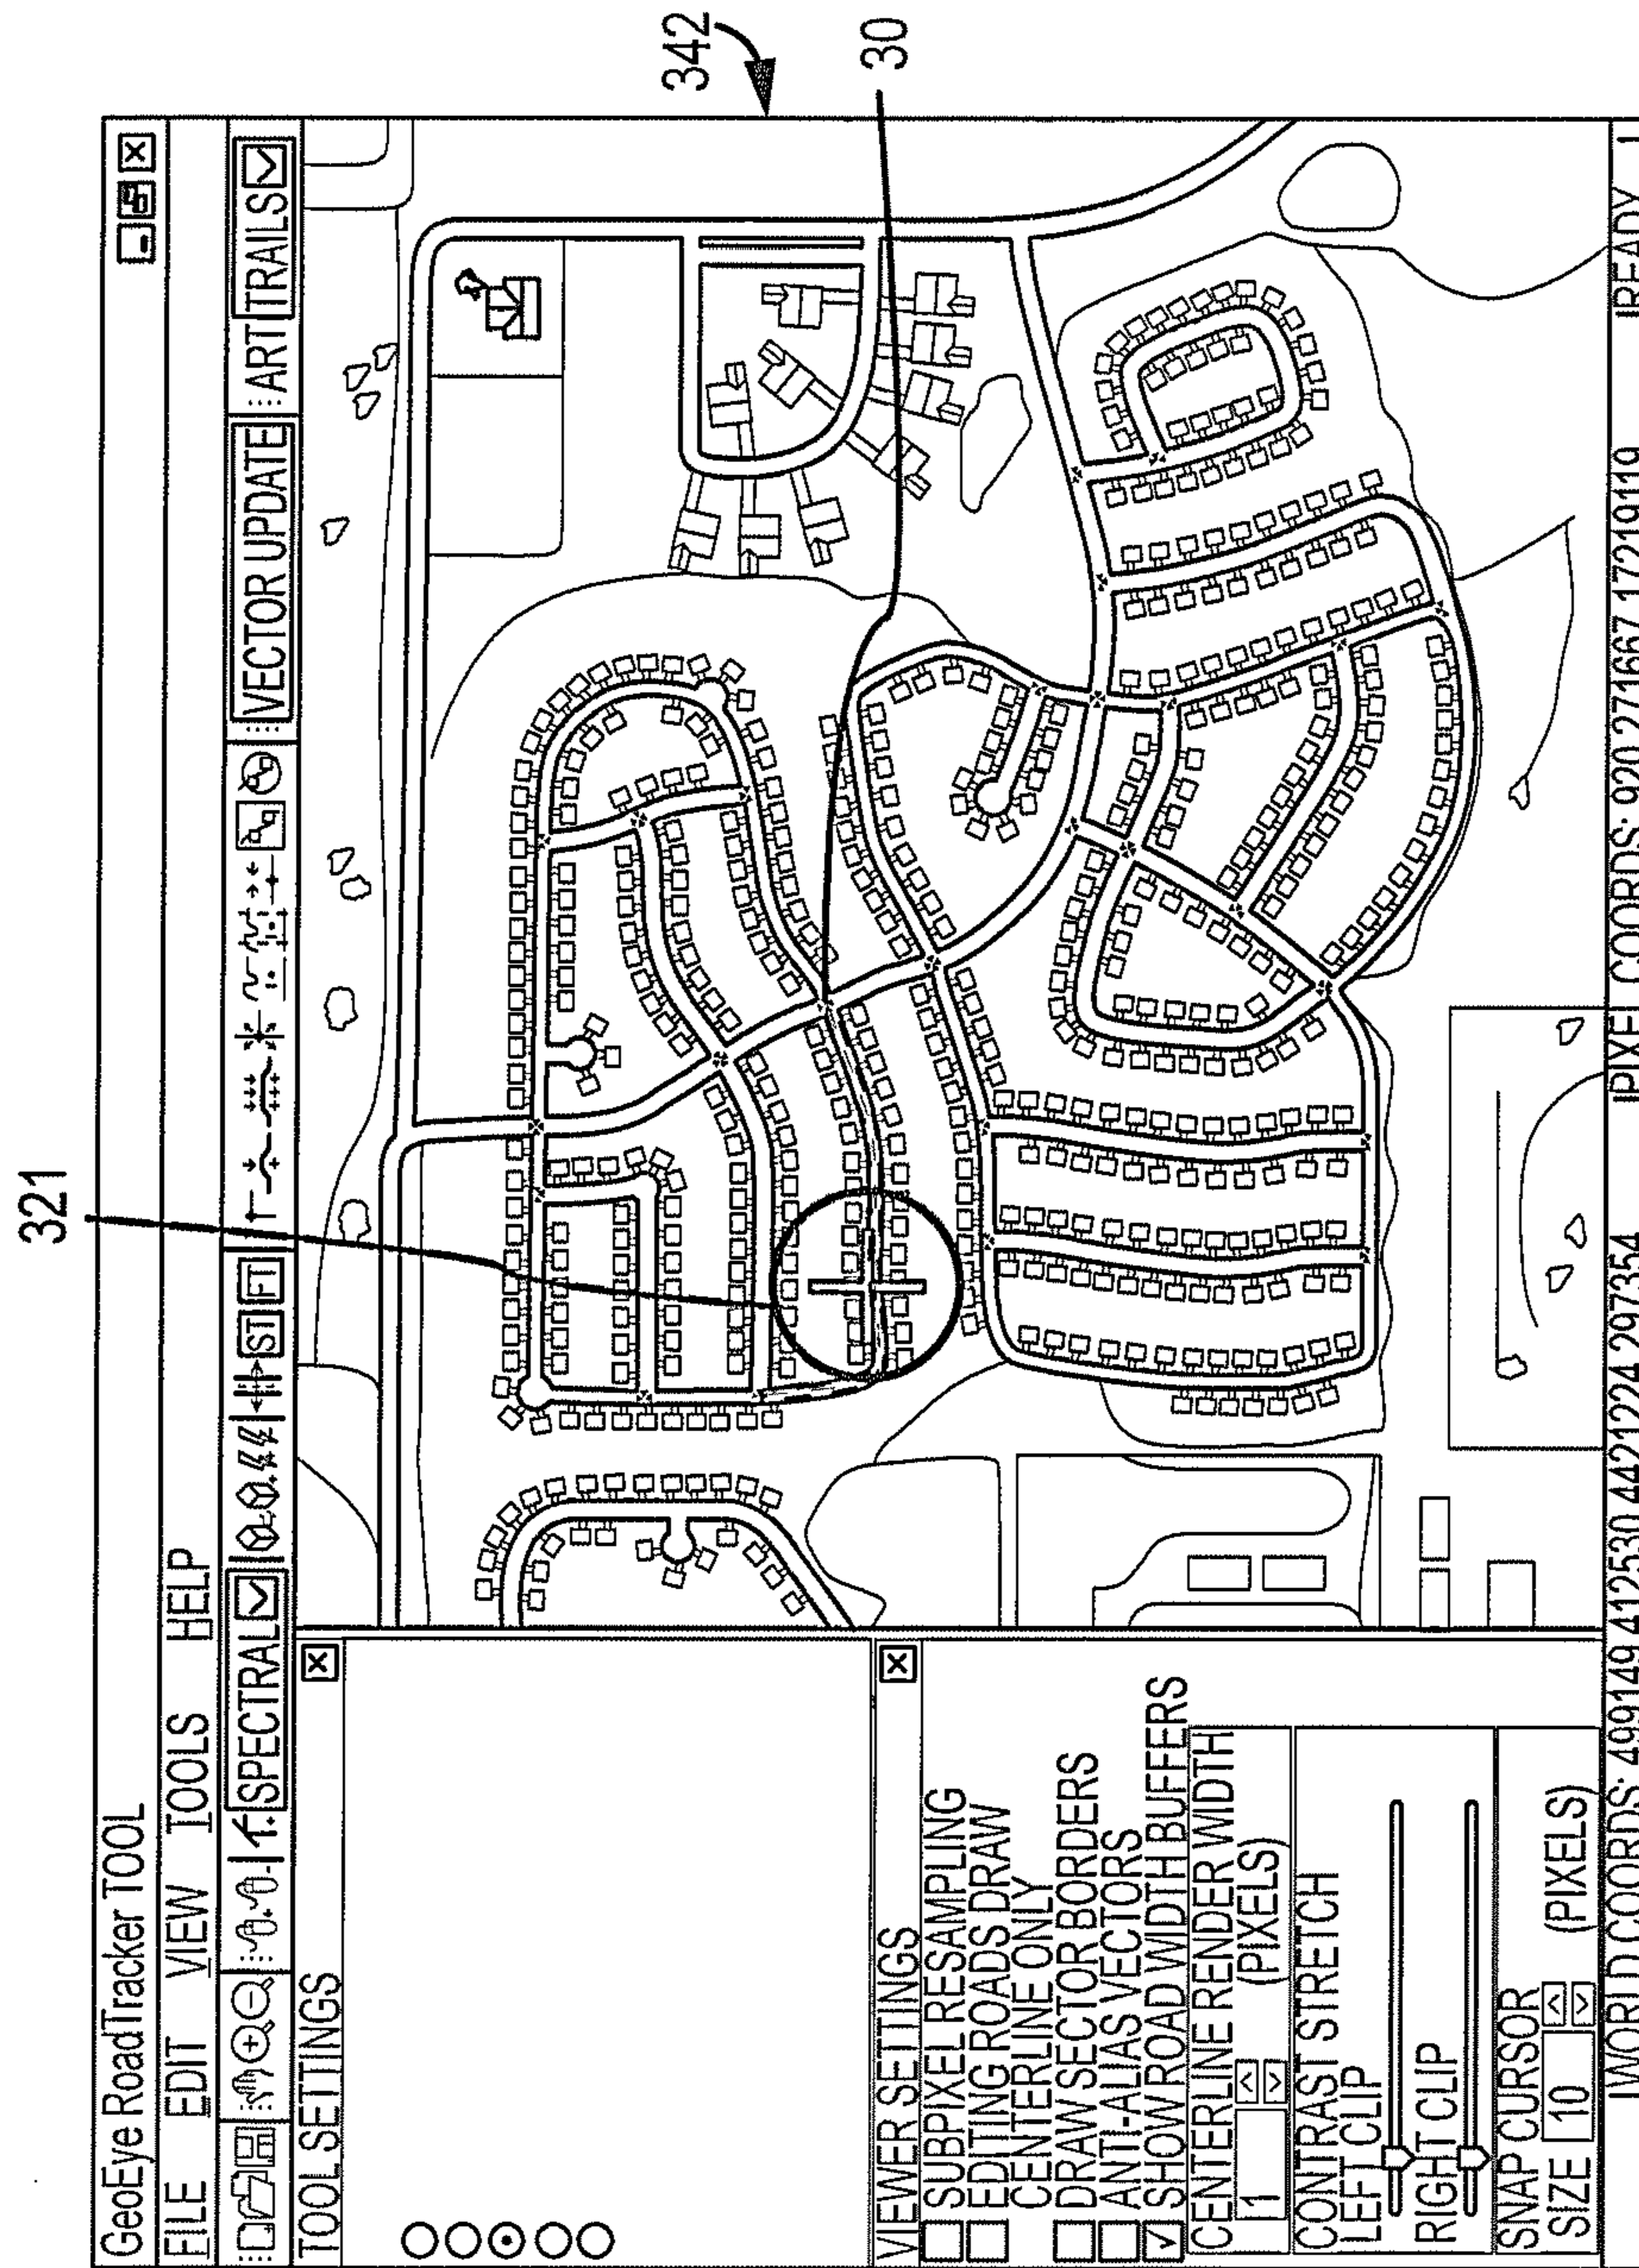 GeoEye RoadTracker TOOL
FILE EDIT VIEW TOOLS HELP
SPECTRAL ST FT VECTOR UPDATE ART TRAILS
TOOL SETTINGS
VIEWER SETTINGS
SUBPIXEL RESAMPLING
EDITING ROADS DRAW
CENTERLINE ONLY
DRAW SECTOR BORDERS
ANTI-ALIAS VECTORS
SHOW ROAD WIDTH BUFFERS
CENTERLINE RENDER WIDTH
1 (PIXELS)
CONTRAST STRETCH
LEFT CLIP
RIGHT CLIP
SNAP CURSOR
SIZE 10 (PIXELS)
WORLD COORDS: 499149.412530 4421224.297354 PIXEL COORDS: 920.271667 1721.9119 READY 1
321
342
30